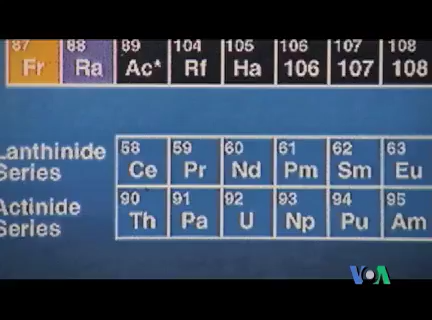 87 88 89 104 105 106 107 108
Fr Ra Ac* Rf Ha 106 107 108
Lanthinide
Series
58 59 60 61 62 63
Ce Pr Nd Pm Sm Eu
Actinide
Series
90 91 92 93 94 95
Th Pa U Np Pu Am
VOA